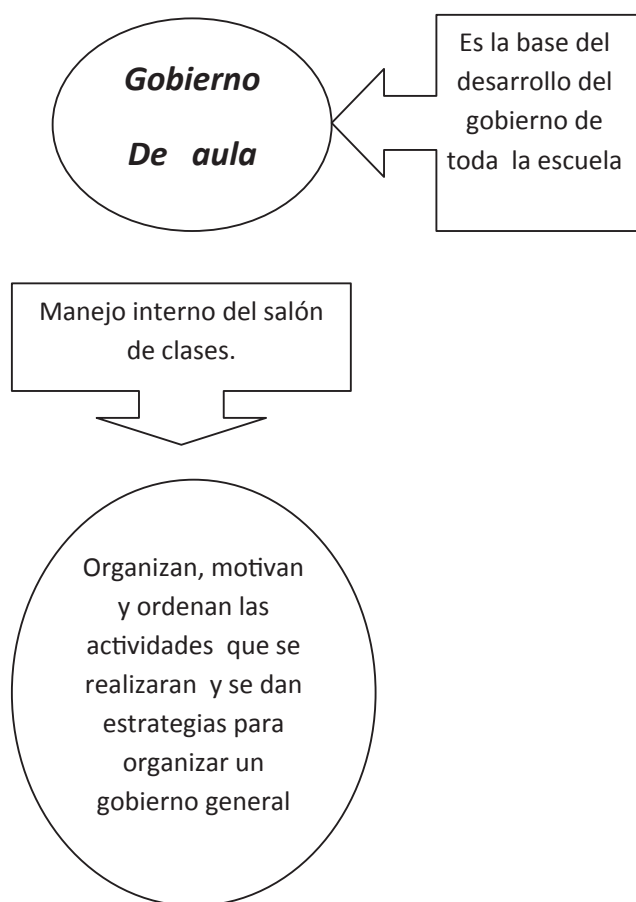 Gobierno
De aula
Es la base del
desarrollo del
gobierno de
toda la escuela
Manejo interno del salón
de clases.
Organizan, motivan
y ordenan las
actividades que se
realizaran y se dan
estrategias para
organizar un
gobierno general